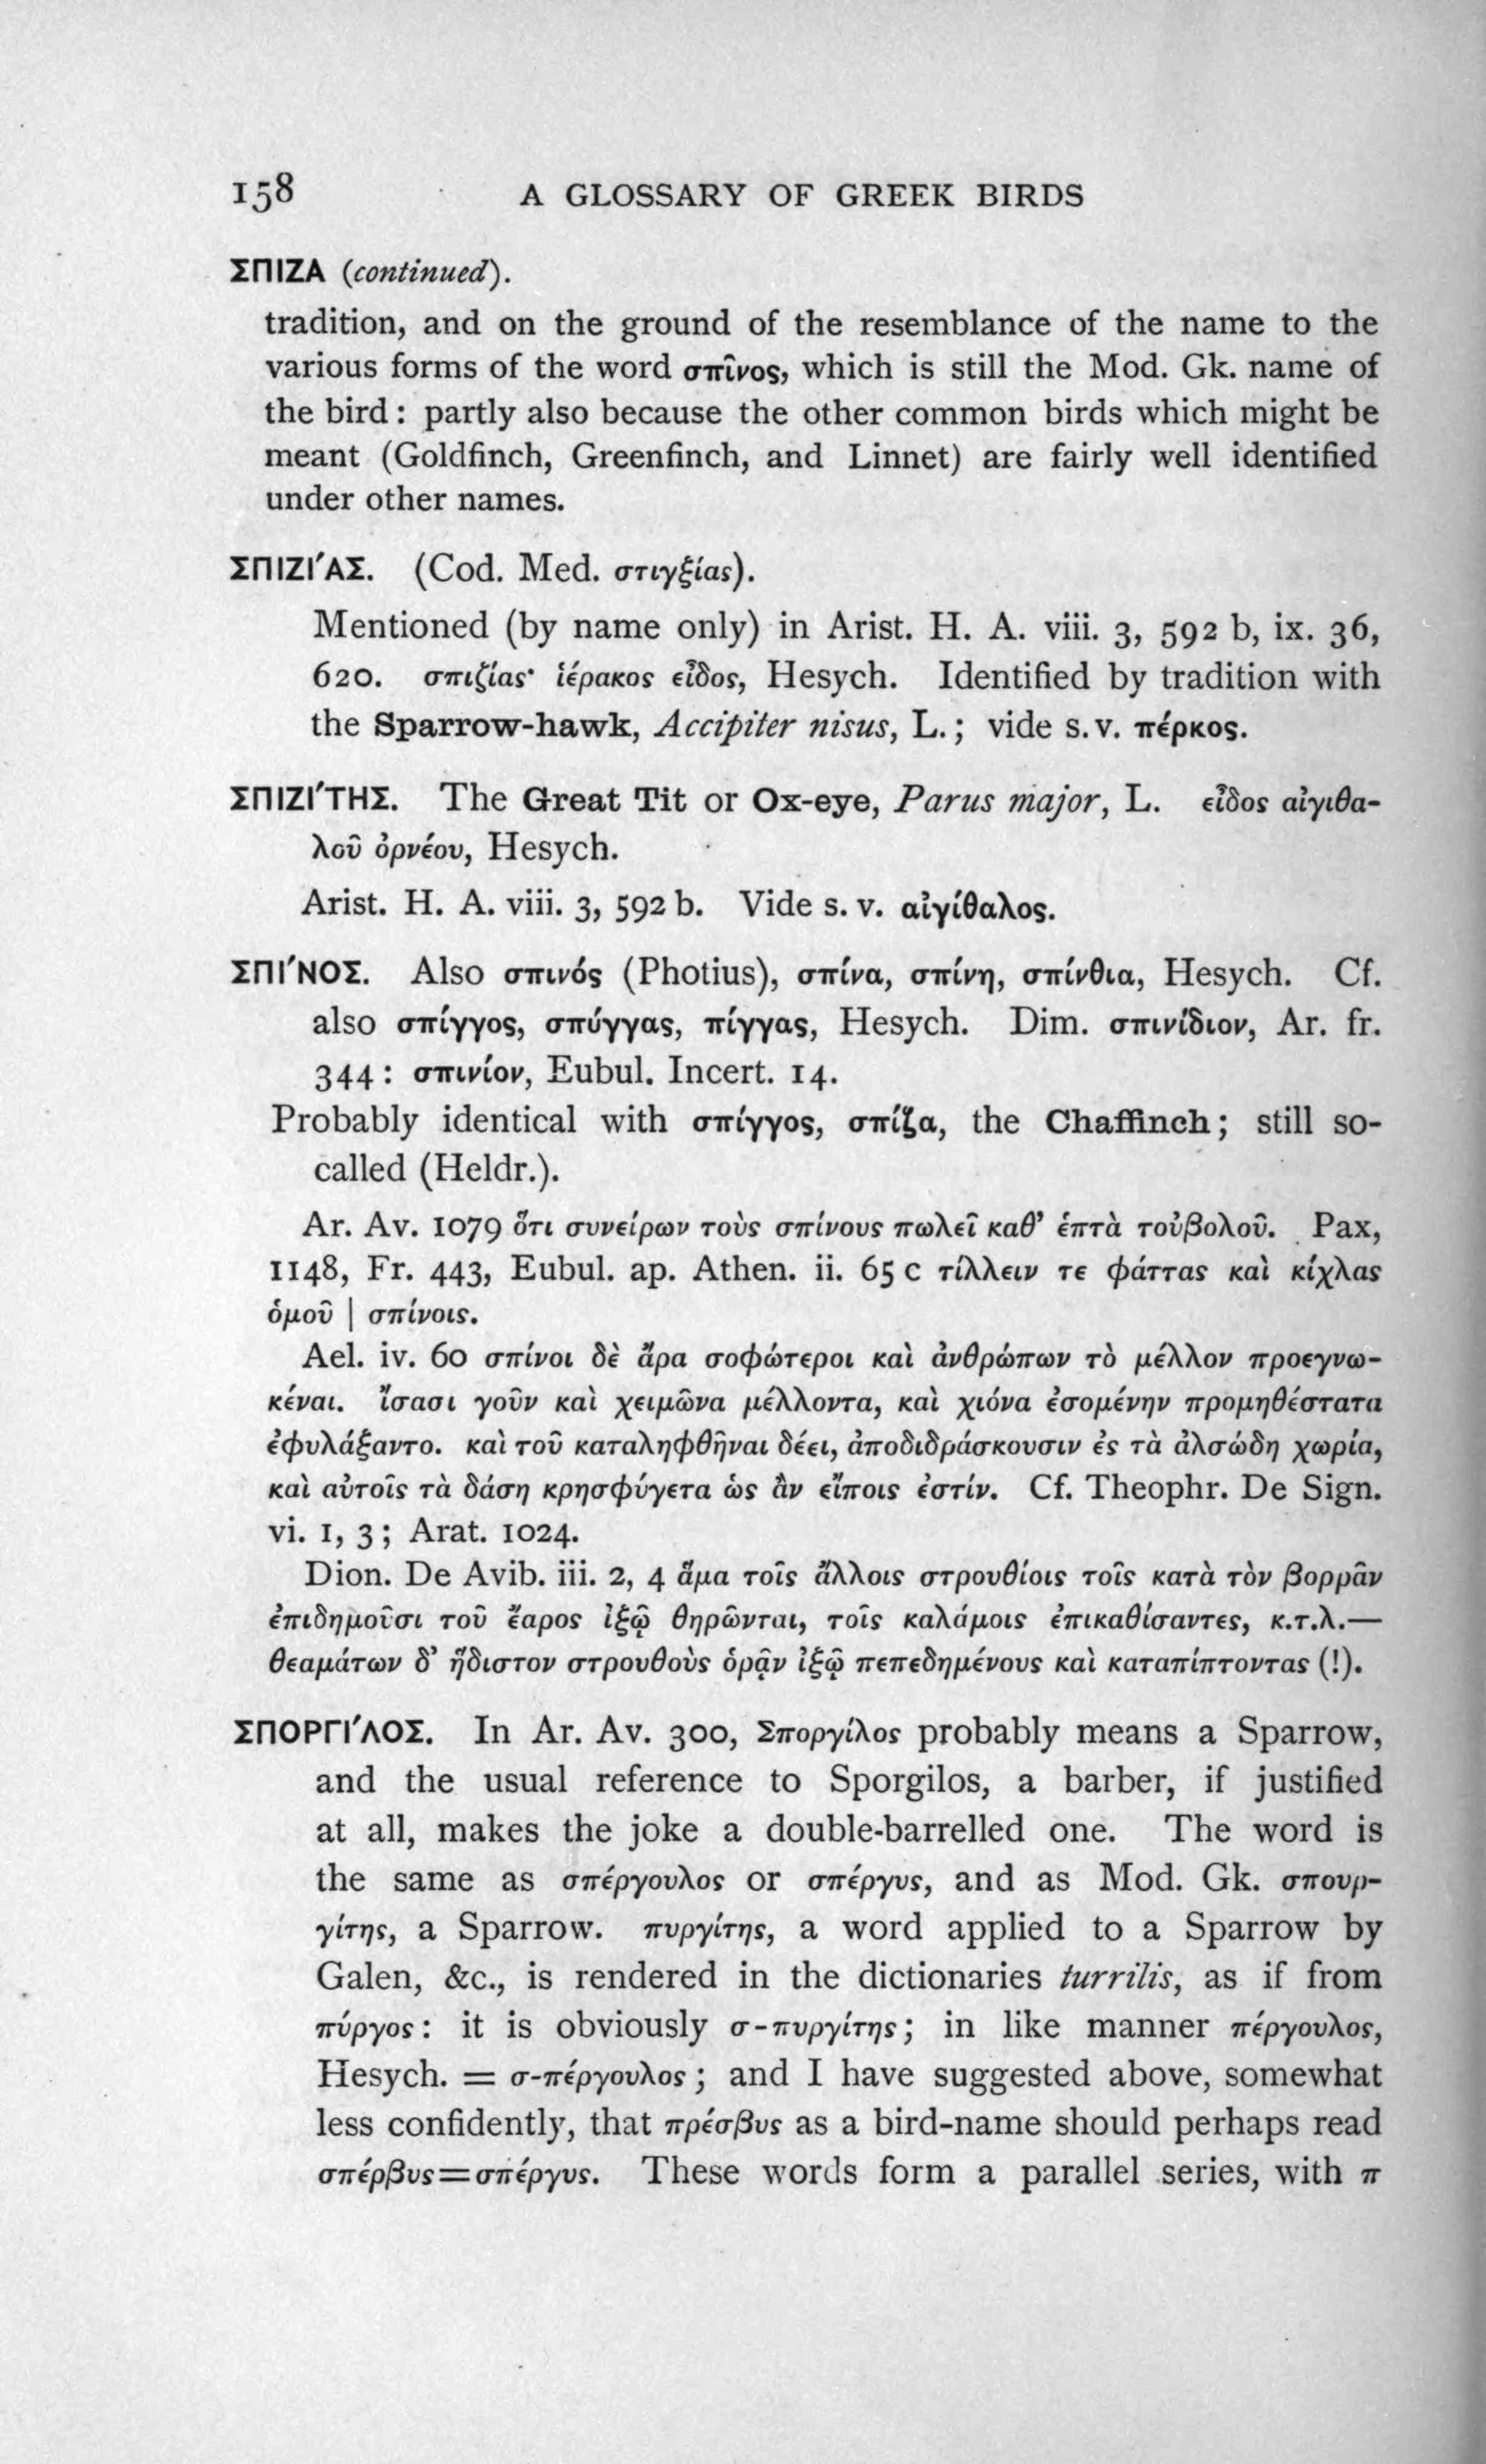 158 A GLOSSARY OF GREEK BIRDS
ΣΠΙΖΑ (continued).
tradition, and on the ground of the resemblance of the name to the
various forms of the word σπῖνος, which is still the Mod. Gk. name of
the bird : partly also because the other common birds which might be
meant (Goldfinch, Greenfinch, and Linnet) are fairly well identified
under other names.
ΣΠΙΖΙ´ΑΣ. (Cod. Med. στιγξίας).
Mentioned (by name only) in Arist. H. A. viii. 3, 592 b, ix. 36,
620. σπιζίας· ἱέρακος εἶδος, Hesych. Identified by tradition with
the Sparrow-hawk, Accipiter nisus, L. ; vide s. v. πέρκος.
ΣΠΙΖΙ´ΤΗΣ. The Great Tit or Ox-eye, Parus major, L. εἶδος αἰγιθα-
λοῦ ὀρνέου, Hesych.
Arist. H. A. viii. 3, 592 b. Vide s. v. αἰγίθαλος.
ΣΠΙ´ΝΟΣ. Also σπινός (Photius), σπίνα, σπίνη, σπίνθια, Hesych. Cf.
also σπίγγος, σπύγγας, πίγγας, Hesych. Dim. σπινίδιον, Ar. fr.
344 : σπινίον, Eubul. Incert. 14.
Probably identical with σπίγγος, σπίζα, the Chaffinch ; still so-
called (Heldr.).
Ar. Av. 1079 ὅτι συνείρων τοὺς σπίνους πωλεῖ καθ’ ἑπτὰ τοὐβολοῦ. Pax,
1148, Fr. 443, Eubul. ap. Athen. ii. 65 c τίλλειν τε φάττας καὶ κίχλας
ὁμοῦ | σπίνοις.
Ael. iv. 60 σπίνοι δὲ ἄρα σοφώτεροι καὶ ἀνθρώπων τὸ μέλλον προεγνω-
κέναι. ἴσασι γοῦν καὶ χειμῶνα μέλλοντα, καὶ χιόνα ἐσομένην προμηθέστατα
ἐφυλάξαντο. καὶ τοῦ καταληφθῆναι δέει, ἀποδιδράσκουσιν ἐς τὰ ἀλσώδη χωρία,
καὶ αὐτοῖς τὰ δάση κρησφύγετα ὡς ἂν εἴποις ἐστίν. Cf. Theophr. De Sign.
vi. 1, 3 ; Arat. 1024.
Dion. De Avib. iii. 2, 4 ἅμα τοῖς ἄλλοις στρουθίοις τοῖς κατὰ τὸν βορρᾶν
ἐπιδημοῦσι τοῦ ἔαρος ἰξῷ θηρῶνται, τοῖς καλάμοις ἐπικαθίσαντες, κ.τ.λ.—
θεαμάτων δ’ ἥδιστον στρουθοὺς ὁρᾷν ἰξῷ πεπεδημένους καὶ καταπίπτοντας (!).
ΣΠΟΡΓΙ´ΛΟΣ. In Ar. Av. 300, Σποργίλος probably means a Sparrow,
and the usual reference to Sporgilos, a barber, if justified
at all, makes the joke a double-barrelled one. The word is
the same as σπέργουλος or σπέργυς, and as Mod. Gk. σπουρ-
γίτης, a Sparrow. πυργίτης, a word applied to a Sparrow by
Galen, &c., is rendered in the dictionaries turrilis, as if from
πύργος : it is obviously σ-πυργίτης ; in like manner πέργουλος,
Hesych. = σ-πέργουλος ; and I have suggested above, somewhat
less confidently, that πρέσβυς as a bird-name should perhaps read
σπέρβυς = σπέργυς. These words form a parallel series, with π